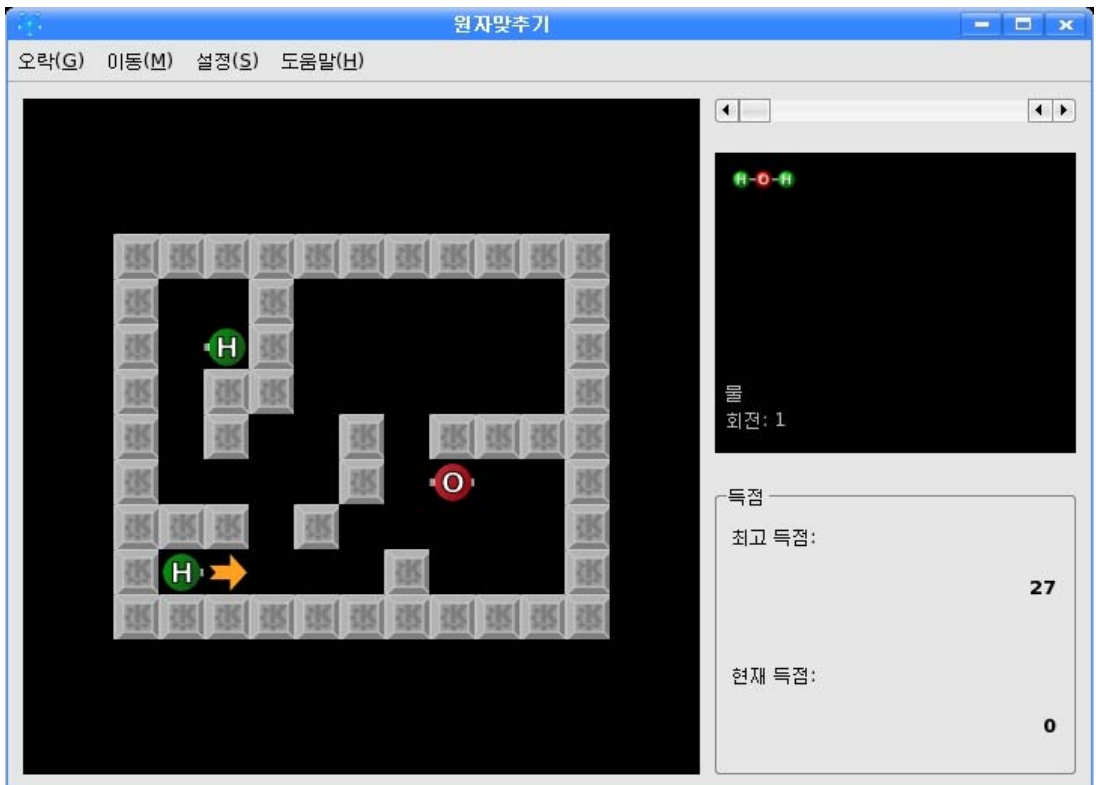 원자맞추기
오락(G) 이동(M) 설정(S) 도움말(H)
H-O-H
물
회전: 1
H
O
H
득점
최고 득점:
27
현재 득점:
0